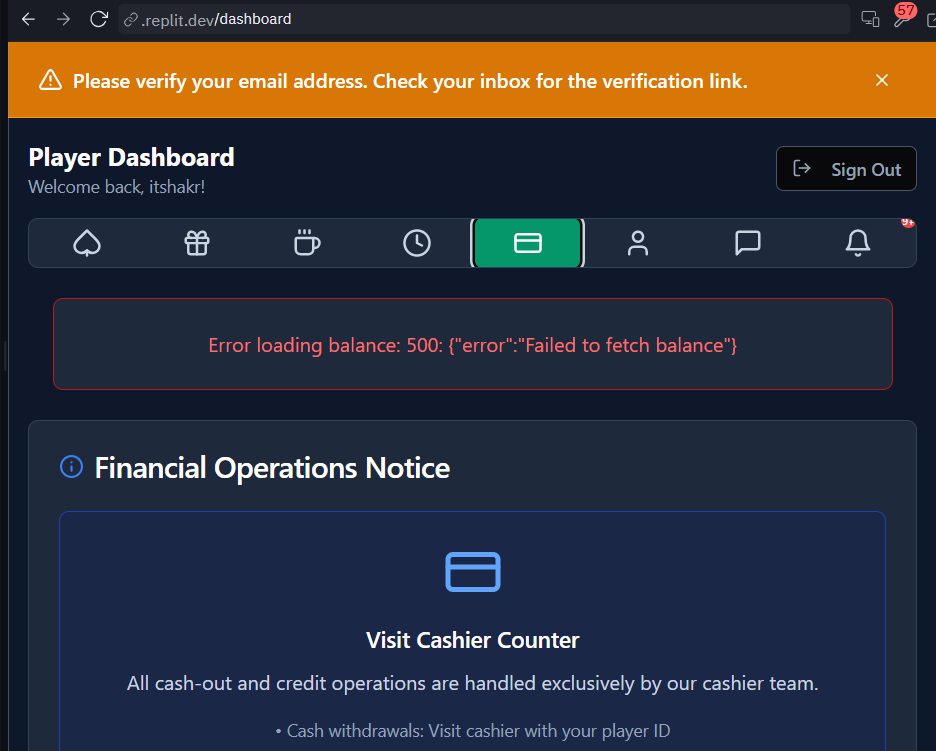 .replit.dev/dashboard
57
Please verify your email address. Check your inbox for the verification link.
Player Dashboard
Welcome back, itshakr!
Sign Out
9+
Error loading balance: 500: {"error":"Failed to fetch balance"}
Financial Operations Notice
Visit Cashier Counter
All cash-out and credit operations are handled exclusively by our cashier team.
• Cash withdrawals: Visit cashier with your player ID